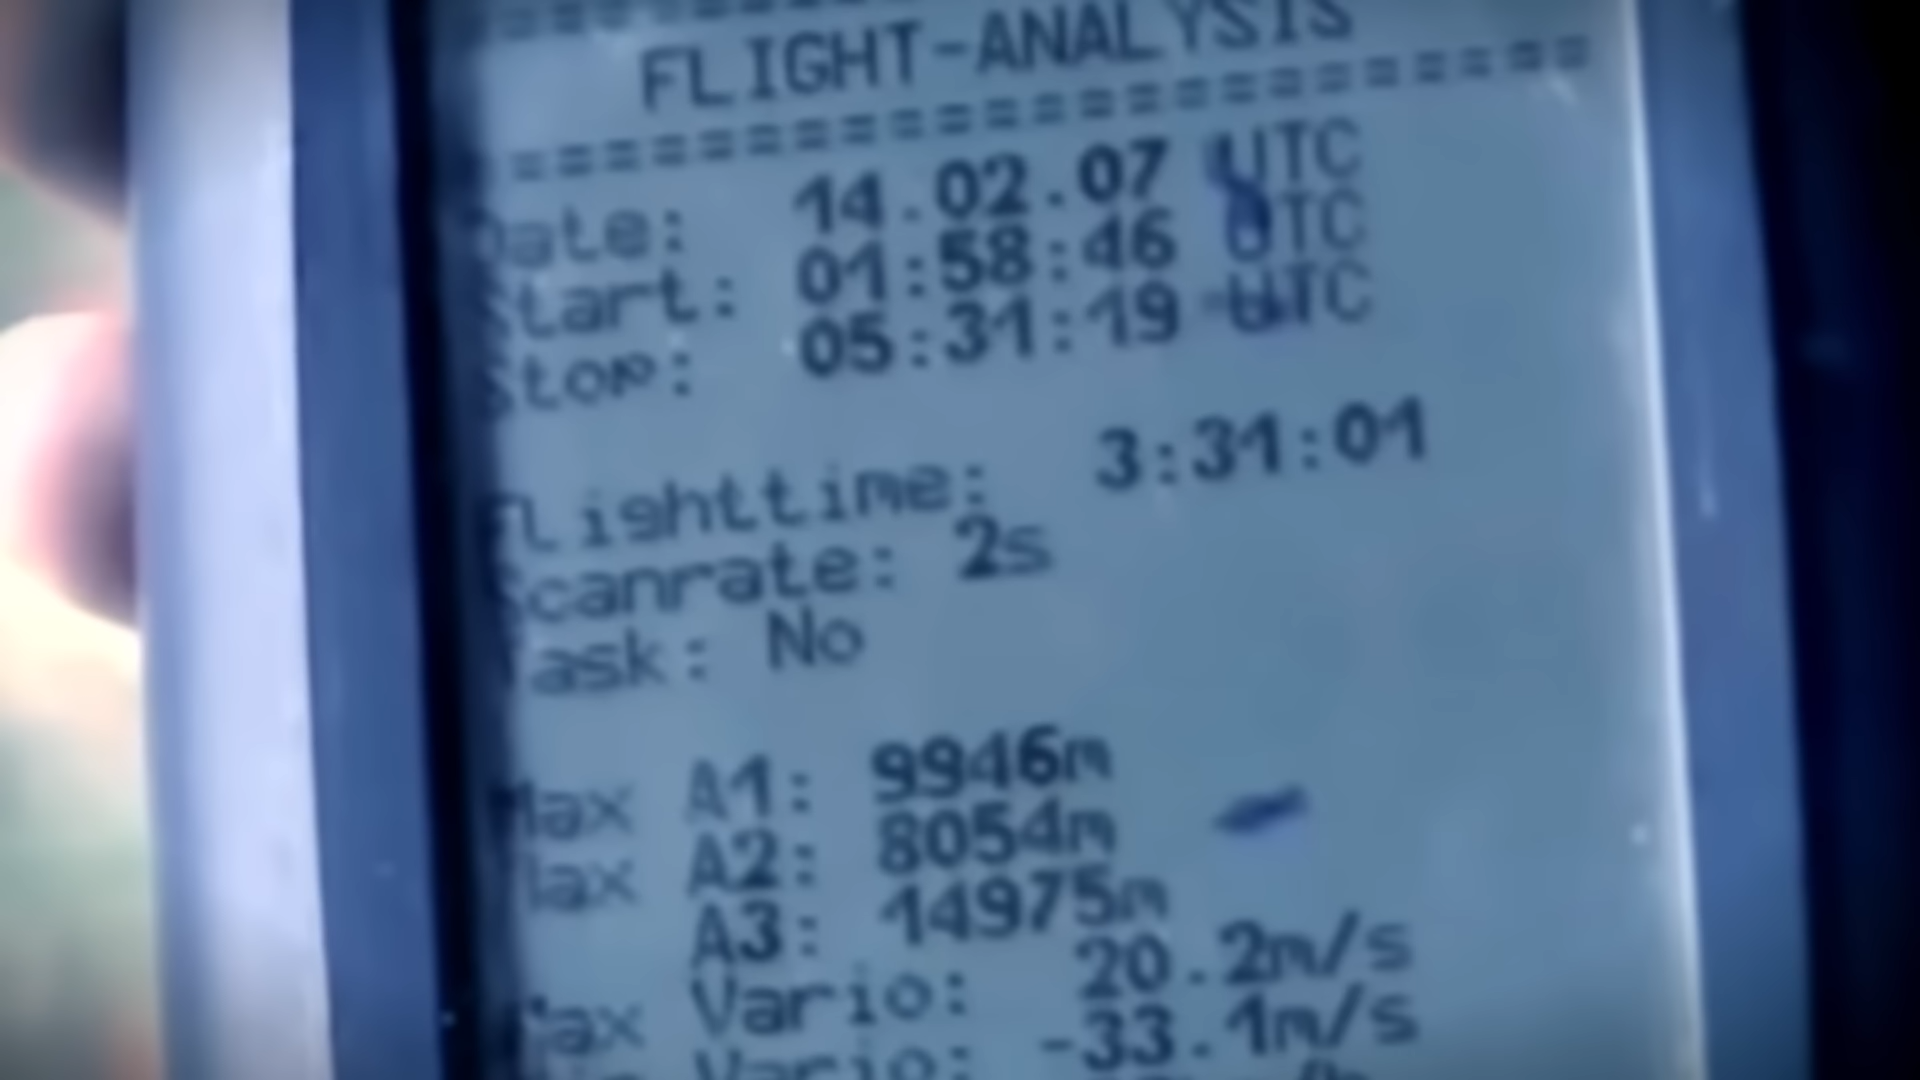 FLIGHT-ANALYSIS
=======================
Date: 14.02.07 UTC
Start: 01:58:46 UTC
Stop: 05:31:19 UTC
Flighttime: 3:31:01
Scanrate: 2s
Task: No
Max A1: 9946m
Max A2: 8054m
A3: 14975m
Max Vario: 20.2m/s
Min Vario: -33.1m/s